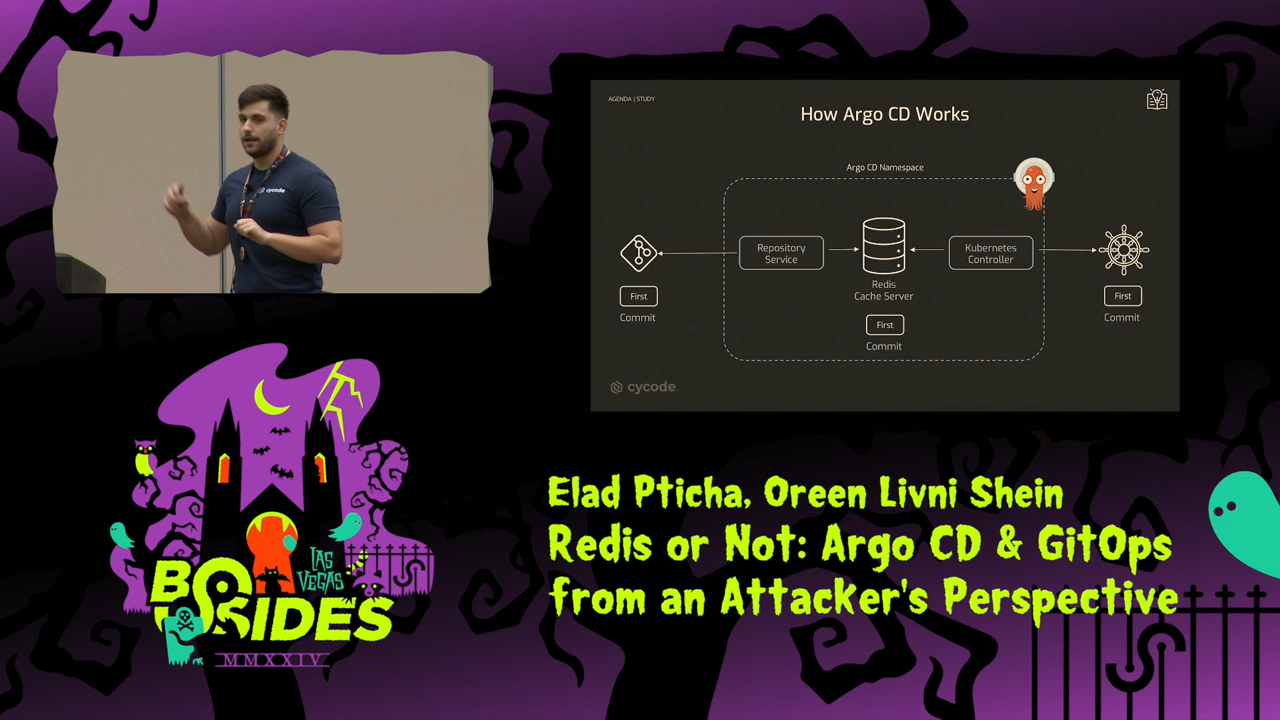 cycode
AGENDA | STUDY
How Argo CD Works
Argo CD Namespace
Repository
Service
Redis
Cache Server
Kubernetes
Controller
First
Commit
First
Commit
First
Commit
cycode
BSIDES
LAS
VEGAS
MMXXIV
Elad Pticha, Oreen Livni Shein
Redis or Not: Argo CD & GitOps
from an Attacker's Perspective